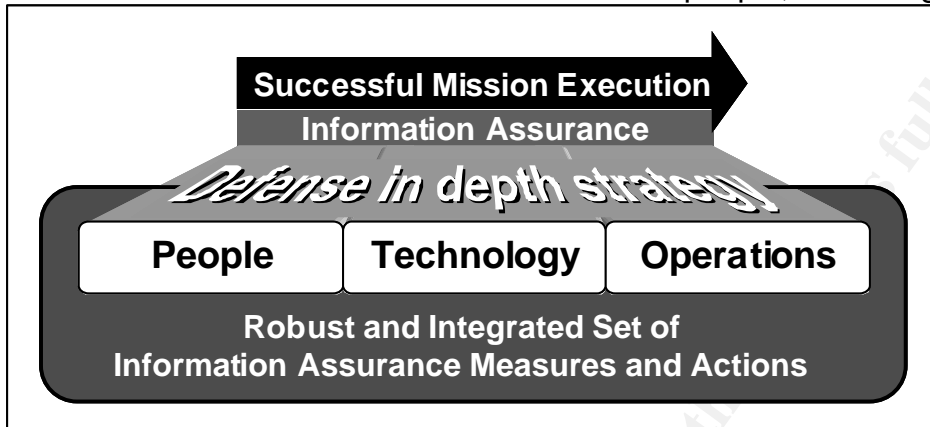 Successful Mission Execution
Information Assurance
Defense in depth strategy
People
Technology
Operations
Robust and Integrated Set of
Information Assurance Measures and Actions